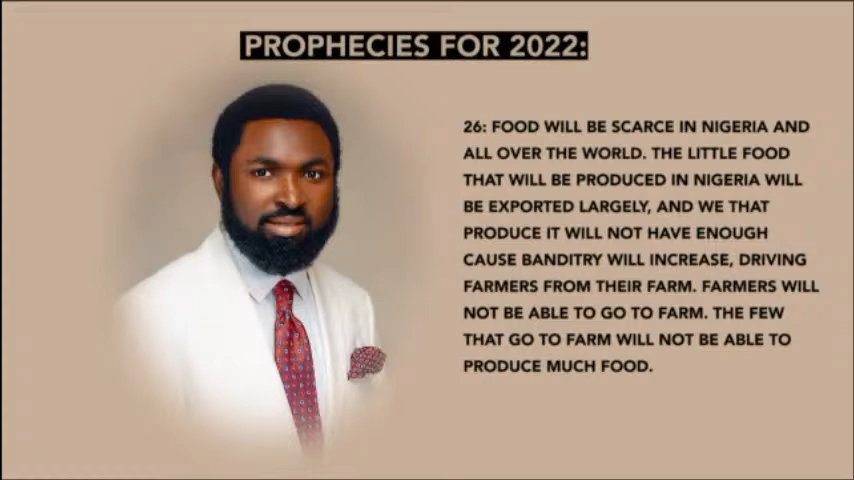 PROPHECIES FOR 2022:
26: FOOD WILL BE SCARCE IN NIGERIA AND
ALL OVER THE WORLD. THE LITTLE FOOD
THAT WILL BE PRODUCED IN NIGERIA WILL
BE EXPORTED LARGELY, AND WE THAT
PRODUCE IT WILL NOT HAVE ENOUGH
CAUSE BANDITRY WILL INCREASE, DRIVING
FARMERS FROM THEIR FARM. FARMERS WILL
NOT BE ABLE TO GO TO FARM. THE FEW
THAT GO TO FARM WILL NOT BE ABLE TO
PRODUCE MUCH FOOD.